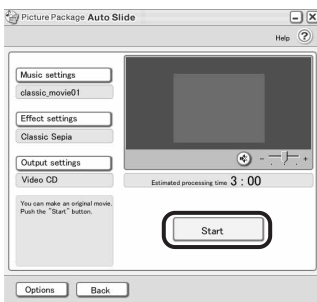 Picture Package Auto Slide
Help ?
Music settings
classic_movie01
Effect settings
Classic Sepia
Output settings
Video CD
Estimated processing time 3 : 00
You can make an original movie.
Push the "Start" button.
Start
Options Back